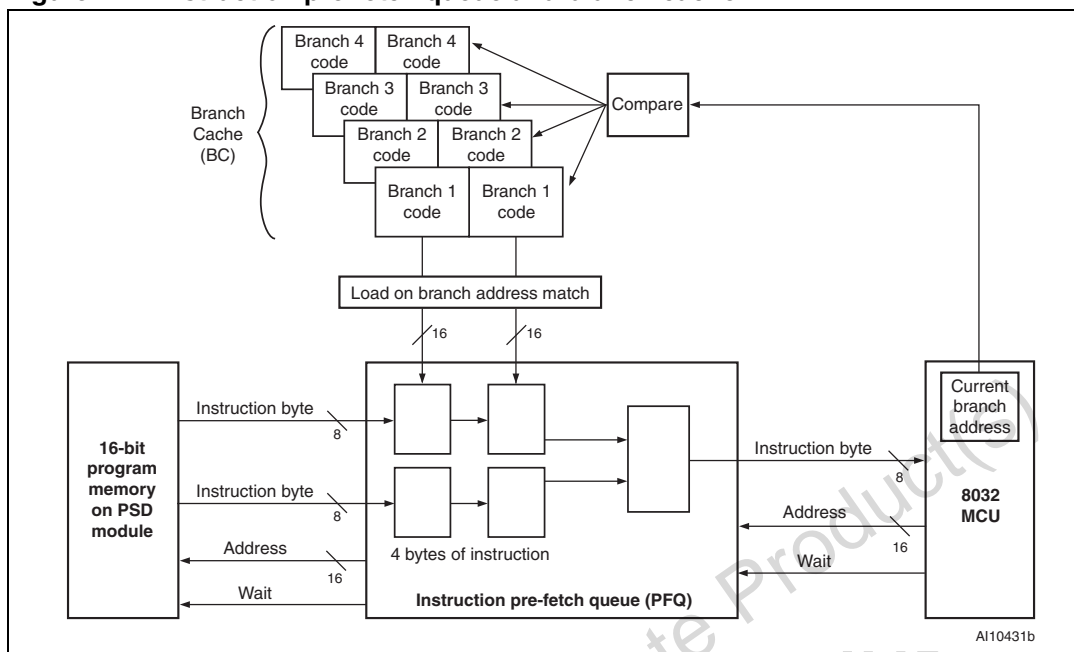 Branch 4
code
Branch 4
code
Branch 3
code
Branch 3
code
Branch 2
code
Branch 2
code
Branch 1
code
Branch 1
code
Branch
Cache
(BC)
Compare
Load on branch address match
16
16
16-bit
program
memory
on PSD
module
Instruction byte
8
Instruction byte
8
Address
16
Wait
4 bytes of instruction
Instruction pre-fetch queue (PFQ)
Instruction byte
8
Address
16
Wait
Current
branch
address
8032
MCU
te Product(s)
AI10431b